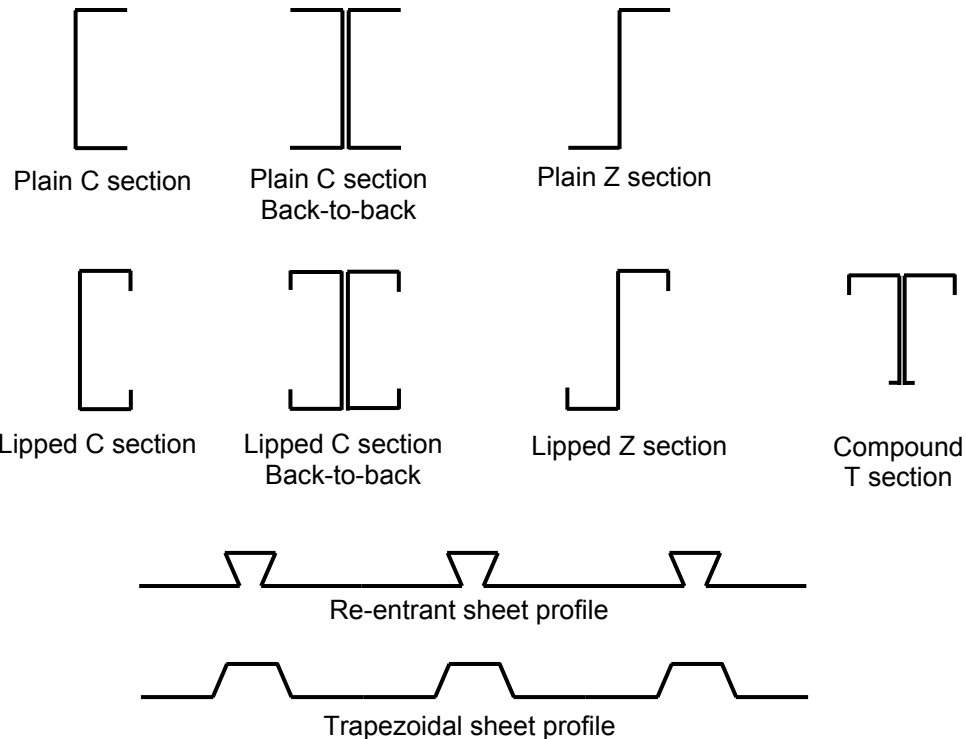 Plain C section
Plain C section
Back-to-back
Plain Z section
Lipped C section
Lipped C section
Back-to-back
Lipped Z section
Compound
T section
Re-entrant sheet profile
Trapezoidal sheet profile